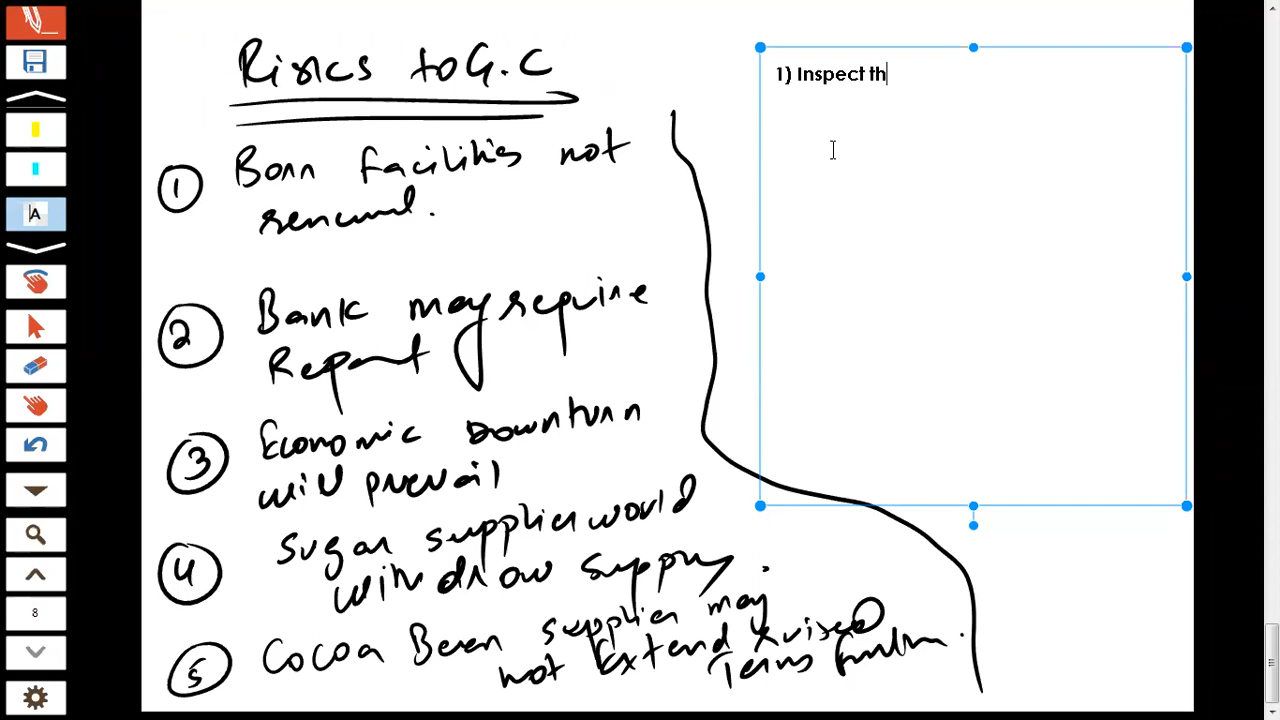 Risks to G.C
1 Bonn facilities not
renewed.
2 Bank may require
Repaymt
3 Economic Downturn
will prevail
4 Sugar supplier would
withdraw supply.
5 Cocoa Bean supplier may
not Extend revised
Terms further.
1) Inspect th
A
8